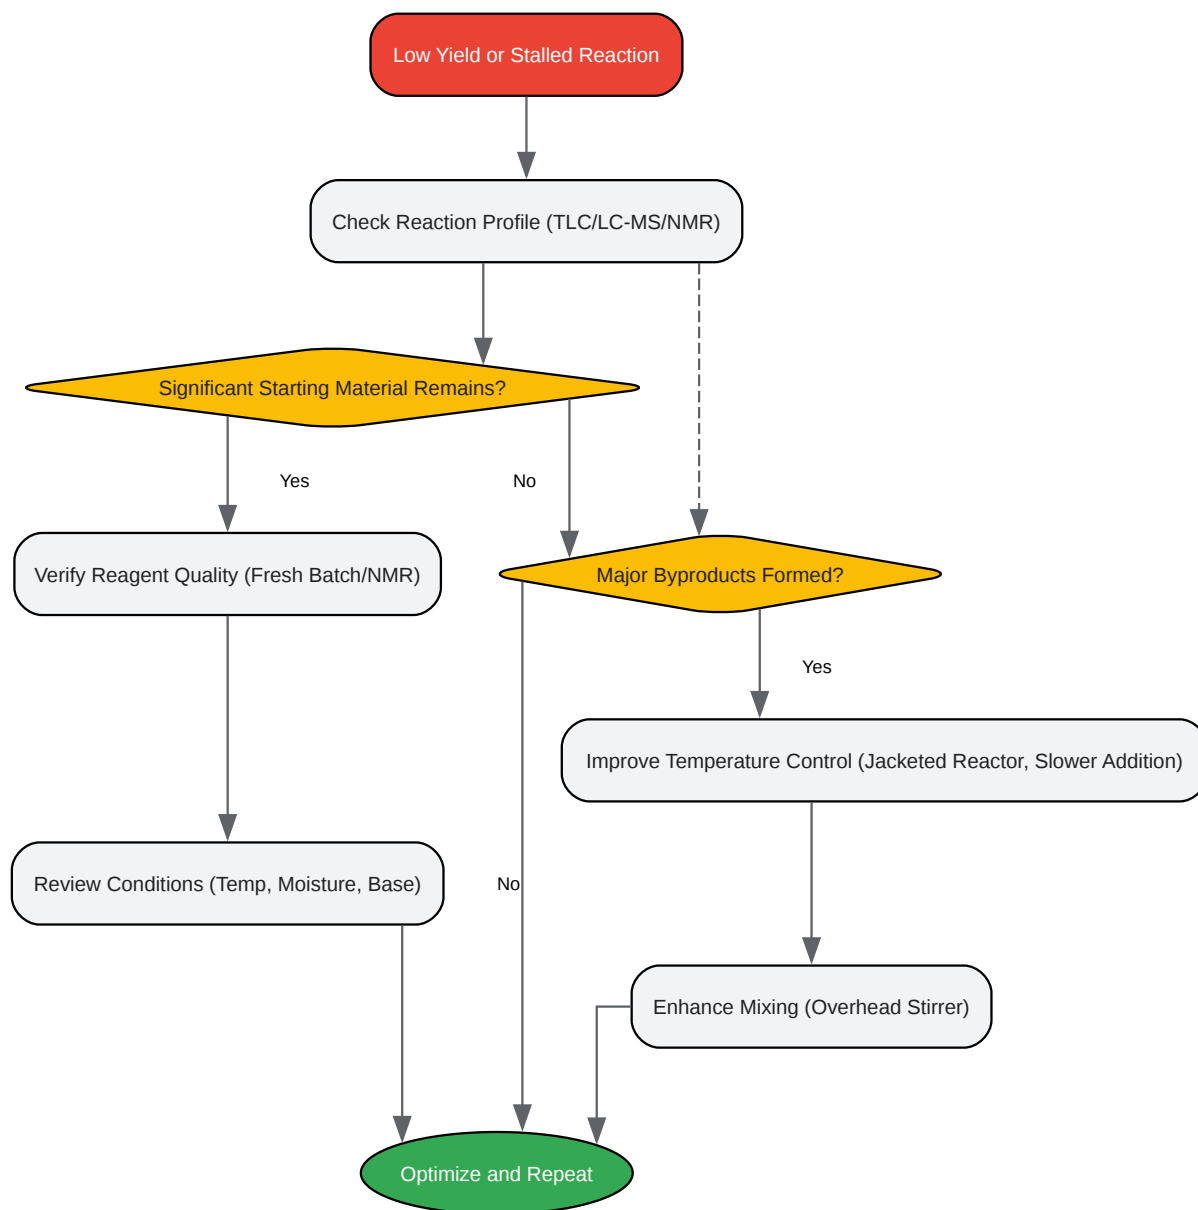 Low Yield or Stalled Reaction
Check Reaction Profile (TLC/LC-MS/NMR)
Significant Starting Material Remains?
Yes
No
Verify Reagent Quality (Fresh Batch/NMR)
Major Byproducts Formed?
Yes
Improve Temperature Control (Jacketed Reactor, Slower Addition)
Review Conditions (Temp, Moisture, Base)
No
Enhance Mixing (Overhead Stirrer)
Optimize and Repeat